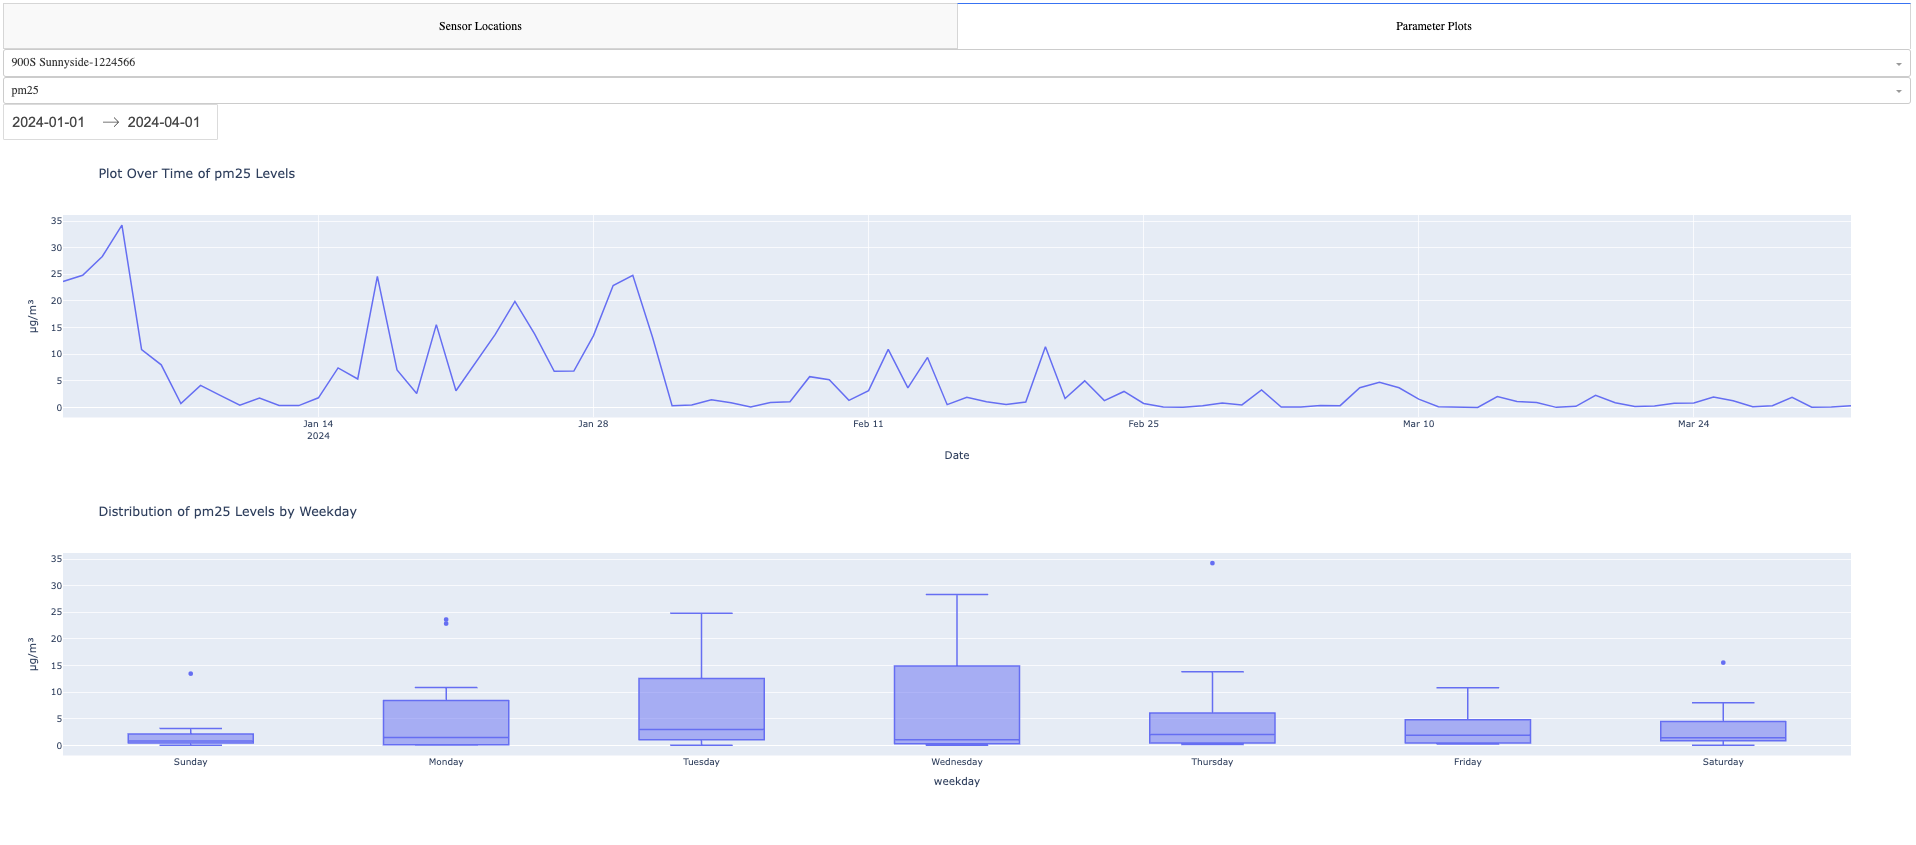 Sensor Locations
Parameter Plots
900S Sunnyside-1224566
pm25
2024-01-01 → 2024-04-01
Plot Over Time of pm25 Levels
35
30
25
20
15
10
5
0
µg/m³
Jan 14 Jan 28 Feb 11 Feb 25 Mar 10 Mar 24
2024
Date
Distribution of pm25 Levels by Weekday
35
30
25
20
15
10
5
0
µg/m³
Sunday Monday Tuesday Wednesday Thursday Friday Saturday
weekday